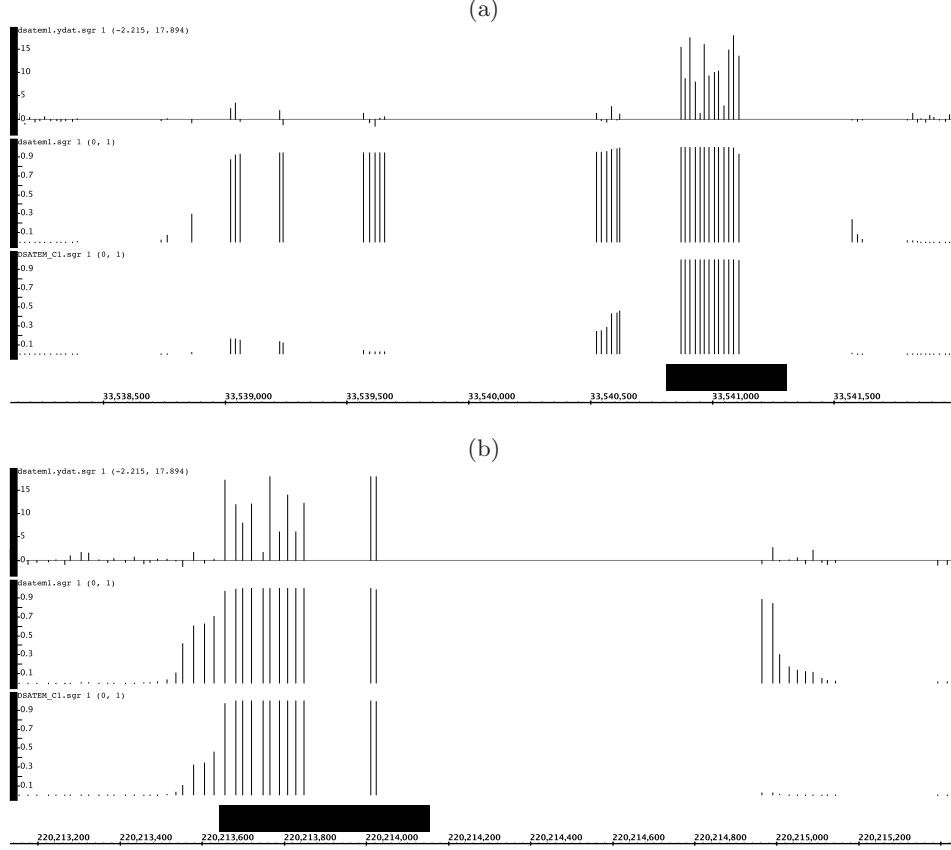 (a)
dsatem1.ydat.sgr 1 (-2.215, 17.894)
15
10
5
0
dsatem1.sgr 1 (0, 1)
0.9
0.7
0.5
0.3
0.1
DSATEM_C1.sgr 1 (0, 1)
0.9
0.7
0.5
0.3
0.1
33,538,500 33,539,000 33,539,500 33,540,000 33,540,500 33,541,000 33,541,500
(b)
dsatem1.ydat.sgr 1 (-2.215, 17.894)
15
10
5
0
dsatem1.sgr 1 (0, 1)
0.9
0.7
0.5
0.3
0.1
DSATEM_C1.sgr 1 (0, 1)
0.9
0.7
0.5
0.3
0.1
220,213,200 220,213,400 220,213,600 220,213,800 220,214,000 220,214,200 220,214,400 220,214,600 220,214,800 220,215,000 220,215,200